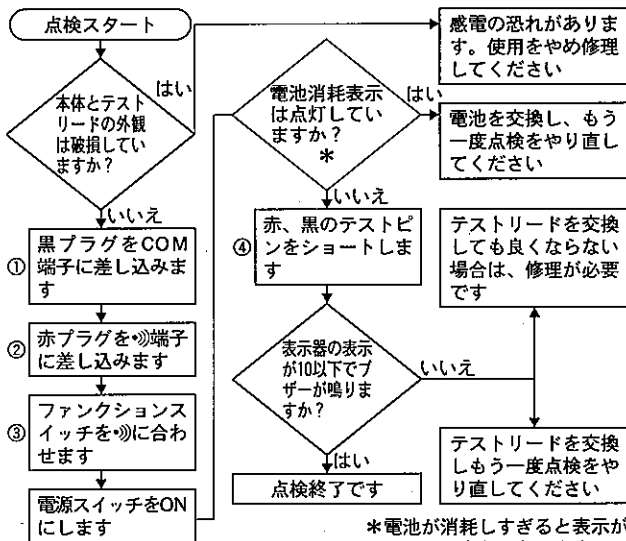 点検スタート
本体とテスト
リードの外観
は破損してい
ますか？
はい
いいえ
①
黒プラグをCOM
端子に差し込みま
す
②
赤プラグを•)))端子
に差し込みます
③
ファンクションス
イッチを•)))に合わ
せます
電源スイッチをON
にします
感電の恐れがありま
す。使用をやめ修理
してください
電池消耗表示
は点灯してい
ますか？
*
はい
いいえ
電池を交換し、もう
一度点検をやり直し
てください
④
赤、黒のテストピ
ンをショートしま
す
表示器の表示
が10以下でブ
ザーが鳴りま
すか？
いいえ
はい
テストリードを交換
しても良くならない
場合は、修理が必要
です
テストリードを交換
しもう一度点検をや
り直してください
点検終了です
*電池が消耗しすぎると表示が